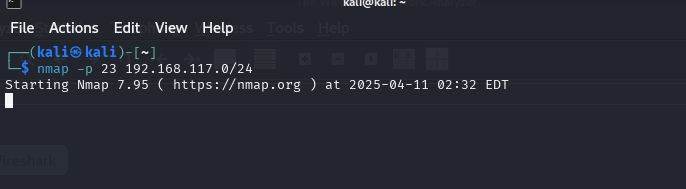 kali@kali: ~
File Actions Edit View Help
┌──(kali㉿kali)-[~]
└─$ nmap -p 23 192.168.117.0/24
Starting Nmap 7.95 ( https://nmap.org ) at 2025-04-11 02:32 EDT